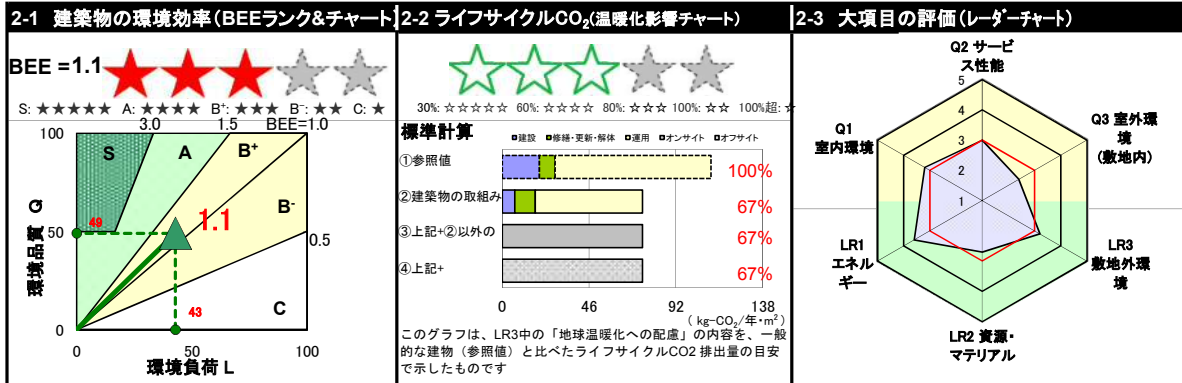 2-1 建築物の環境効率(BEEランク&チャート)
BEE =1.1
S: ★★★★★ A: ★★★★ B⁺: ★★★ B⁻: ★★ C: ★
3.0 1.5 BEE=1.0
100
S
A
B⁺
B⁻
C
0.5
環境品質 Q
50
49
1.1
43
0
0 50 100
環境負荷 L
2-2 ライフサイクルCO₂(温暖化影響チャート)
30%: ☆☆☆☆☆ 60%: ☆☆☆☆ 80%: ☆☆☆ 100%: ☆☆ 100%超: ☆
標準計算
■建設 ■修繕・更新・解体 □運用 ■オンサイト ■オフサイト
①参照値 100%
②建築物の取組み 67%
③上記+②以外の 67%
④上記+ 67%
0 46 92 138
( kg-CO₂/年・m²)
このグラフは、LR3中の「地球温暖化への配慮」の内容を、一般
的な建物(参照値)と比べたライフサイクルCO2 排出量の目安
で示したものです
2-3 大項目の評価(レーダーチャート)
Q2 サービ
ス性能
5
4
3
2
1
Q1
室内環境
Q3 室外環
境
(敷地内)
LR1
エネル
ギー
LR3
敷地外環
境
LR2 資源・
マテリアル